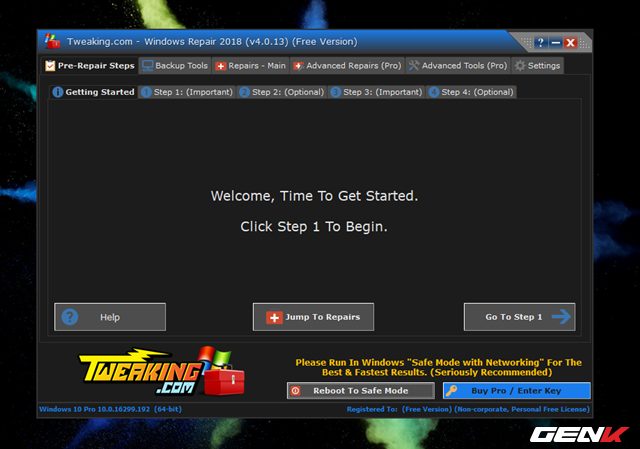 Tweaking.com - Windows Repair 2018 (v4.0.13) (Free Version)
?
Pre-Repair Steps Backup Tools Repairs - Main Advanced Repairs (Pro) Advanced Tools (Pro) Settings
i Getting Started 1 Step 1: (Important) 2 Step 2: (Optional) 3 Step 3: (Important) 4 Step 4: (Optional)
Welcome, Time To Get Started.
Click Step 1 To Begin.
? Help Jump To Repairs Go To Step 1
TWEAKING
.COM
Please Run In Windows "Safe Mode with Networking" For The
Best & Fastest Results. (Seriously Recommended)
Reboot To Safe Mode Buy Pro / Enter Key
Windows 10 Pro 10.0.16299.192 (64-bit) Registered To: (Free Version) (Non-corporate, Personal Free License)
GENK